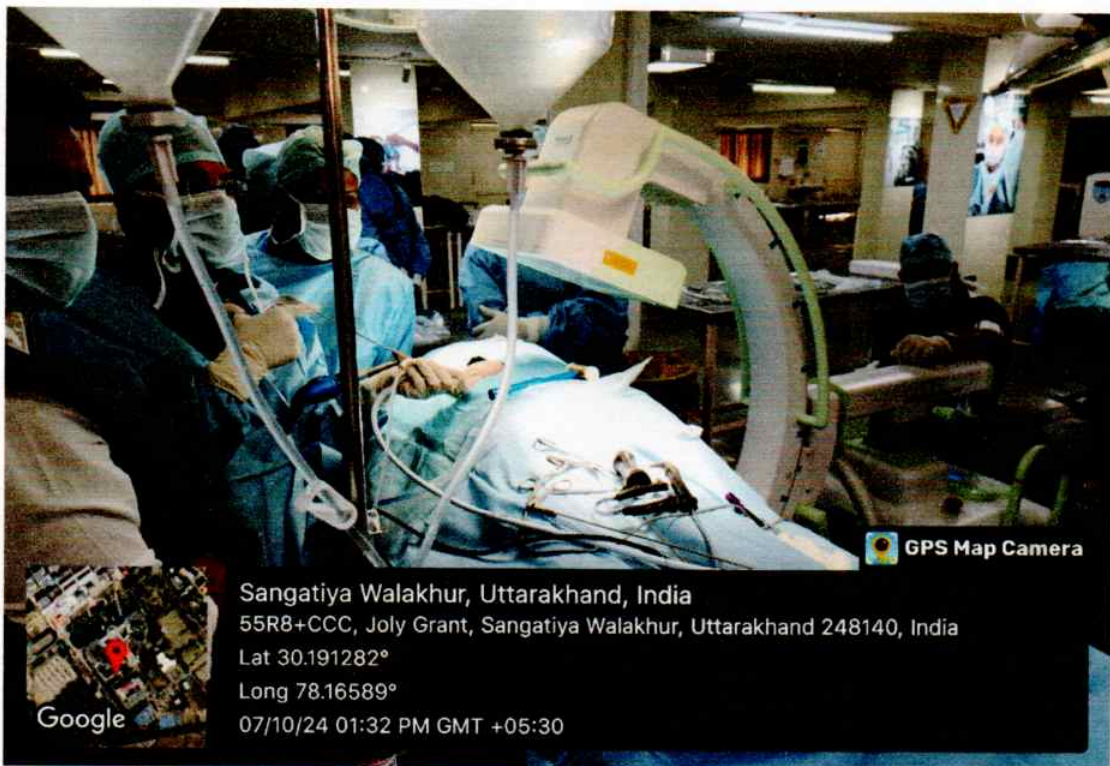 GPS Map Camera
Sangatiya Walakhur, Uttarakhand, India
55R8+CCC, Joly Grant, Sangatiya Walakhur, Uttarakhand 248140, India
Lat 30.191282°
Long 78.16589°
07/10/24 01:32 PM GMT +05:30
Google